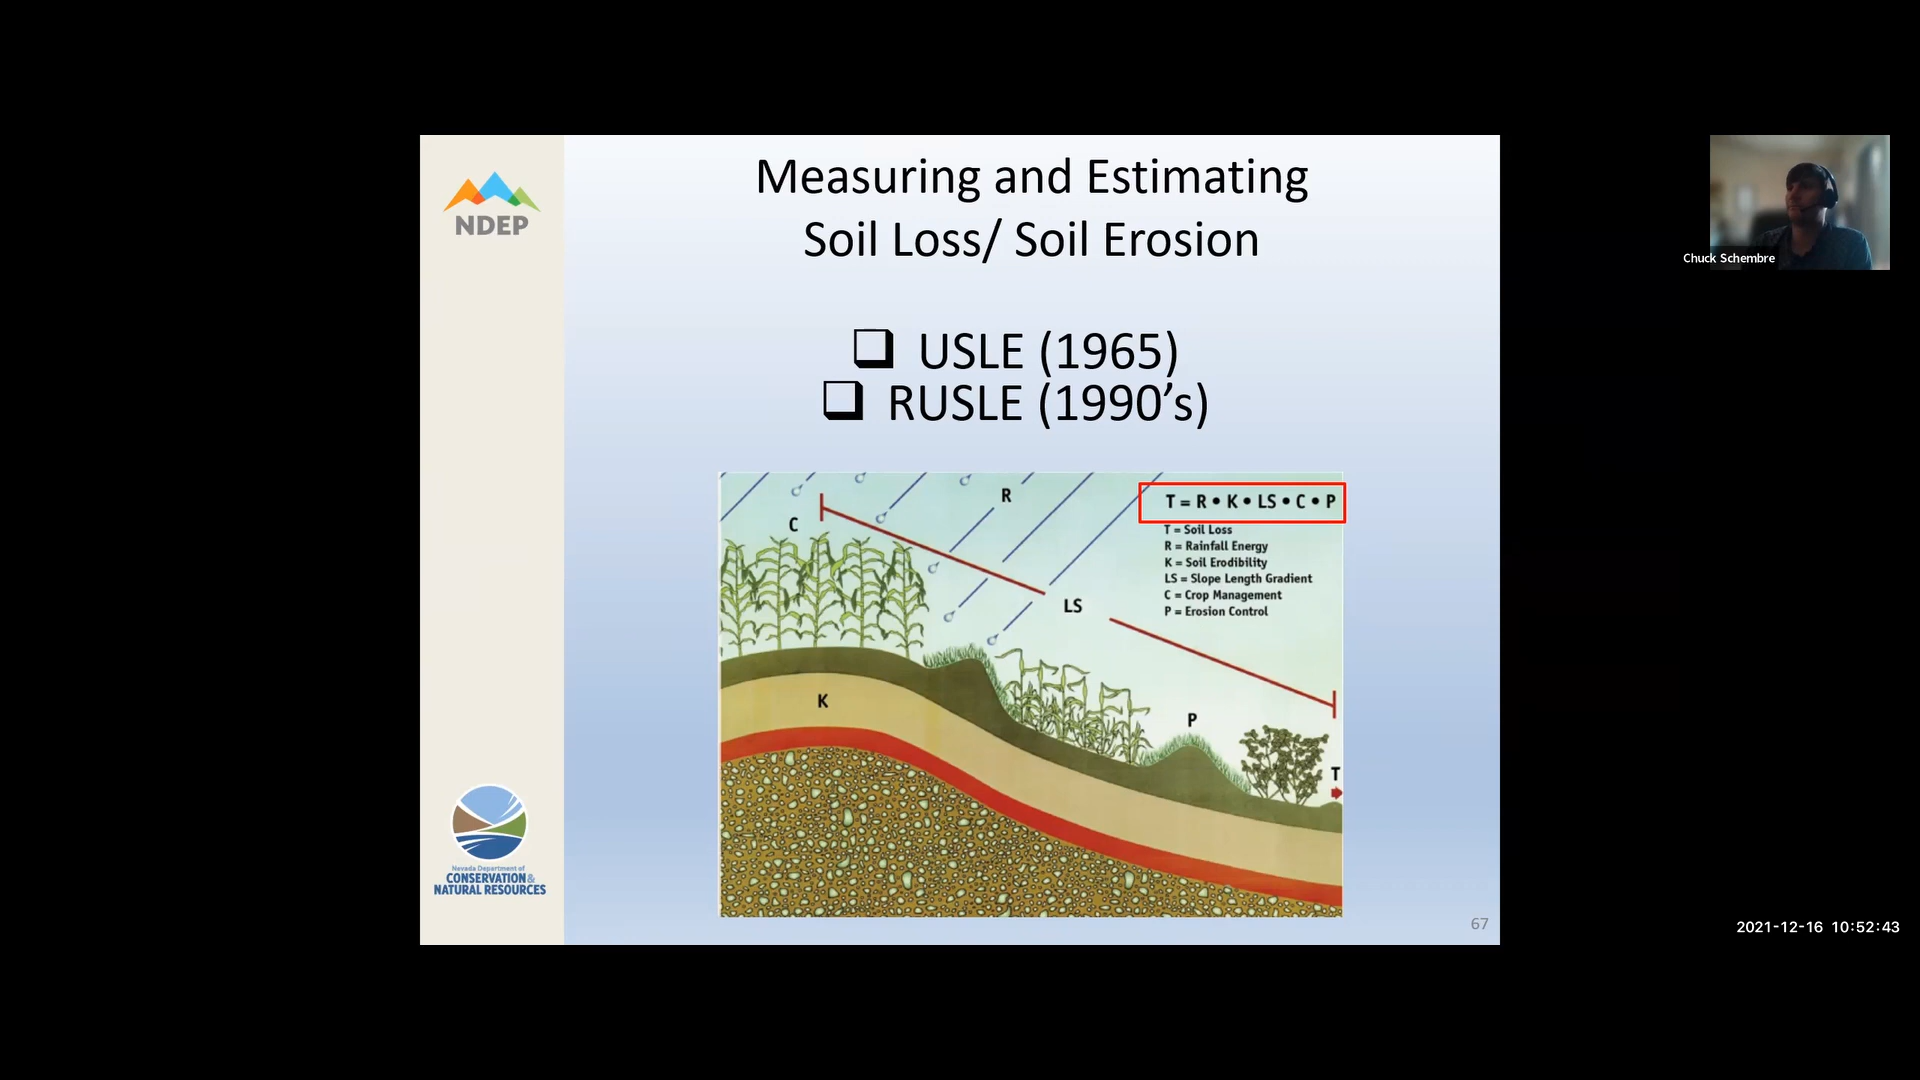 Measuring and Estimating
Soil Loss/ Soil Erosion
NDEP
Chuck Schembre
❑ USLE (1965)
❑ RUSLE (1990’s)
R
T = R • K • LS • C • P
C
T = Soil Loss
R = Rainfall Energy
K = Soil Erodibility
LS = Slope Length Gradient
C = Crop Management
P = Erosion Control
LS
K
P
T
Nevada Department of
CONSERVATION&
NATURAL RESOURCES
67
2021-12-16 10:52:43